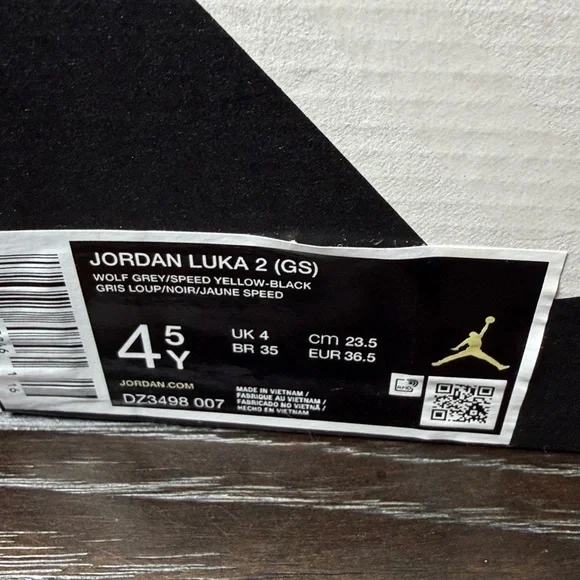 JORDAN LUKA 2 (GS)
WOLF GREY/SPEED YELLOW-BLACK
GRIS LOUP/NOIR/JAUNE SPEED
4 5 Y
UK 4
BR 35
cm 23.5
EUR 36.5
JORDAN.COM
DZ3498 007
MADE IN VIETNAM /
FABRIQUE AU VIETNAM /
FABRICADO NO VIETNÃ /
HECHO EN VIETNAM